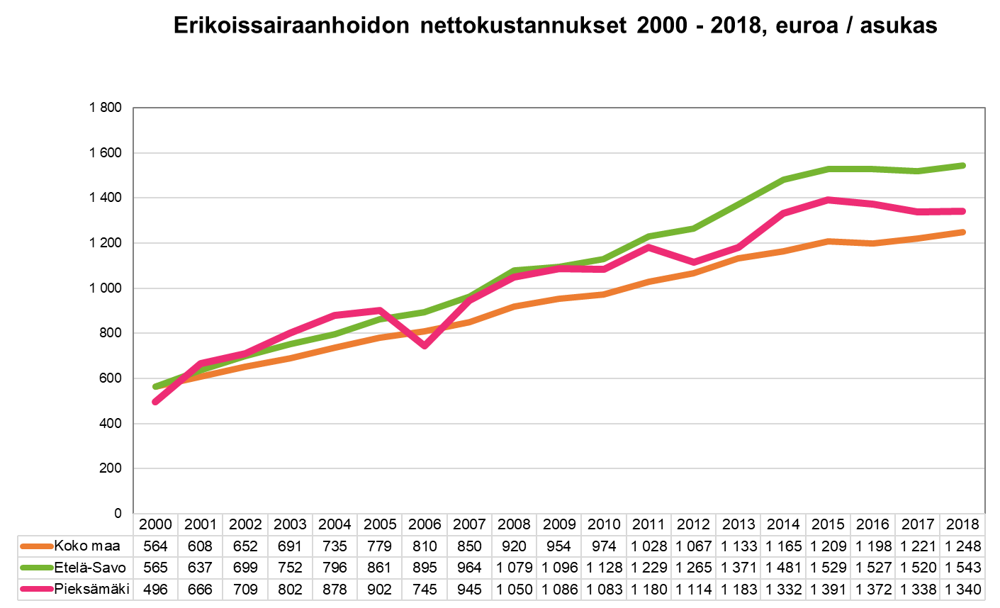 Erikoissairaanhoidon nettokustannukset 2000 - 2018, euroa / asukas
1 800
1 600
1 400
1 200
1 000
800
600
400
200
0
2000 2001 2002 2003 2004 2005 2006 2007 2008 2009 2010 2011 2012 2013 2014 2015 2016 2017 2018
Koko maa 564 608 652 691 735 779 810 850 920 954 974 1 028 1 067 1 133 1 165 1 209 1 198 1 221 1 248
Etelä-Savo 565 637 699 752 796 861 895 964 1 079 1 096 1 128 1 229 1 265 1 371 1 481 1 529 1 527 1 520 1 543
Pieksämäki 496 666 709 802 878 902 745 945 1 050 1 086 1 083 1 180 1 114 1 183 1 332 1 391 1 372 1 338 1 340